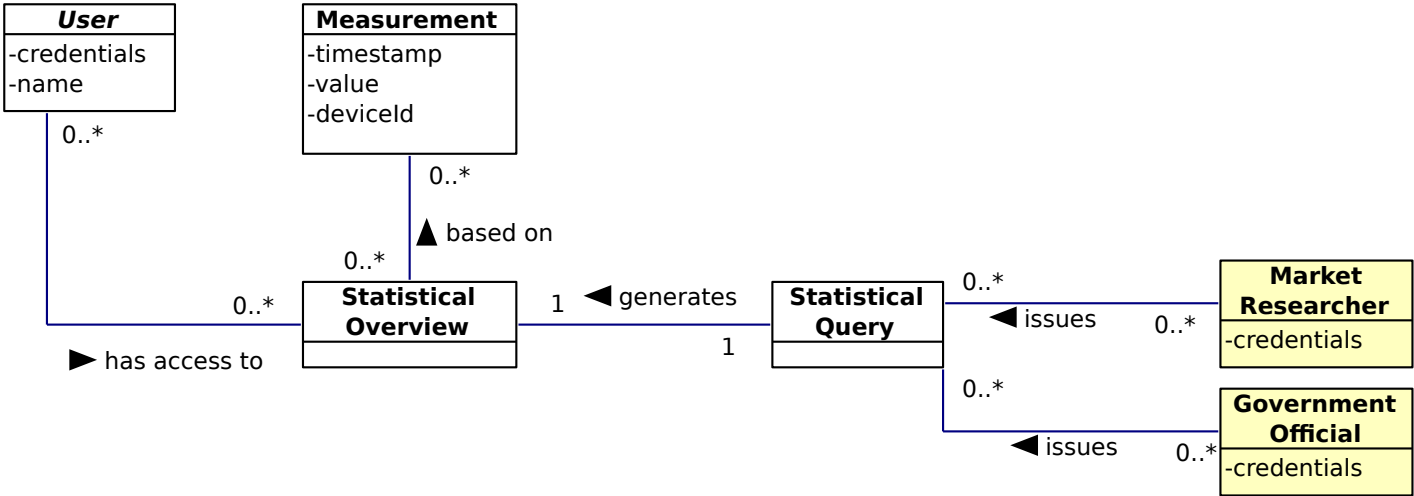 User
-credentials
-name
0..*
Measurement
-timestamp
-value
-deviceId
0..*
▲ based on
0..*
0..*
► has access to
Statistical
Overview
1
◄ generates
1
Statistical
Query
0..*
◄ issues
0..*
Market
Researcher
-credentials
0..*
◄ issues
0..*
Government
Official
-credentials